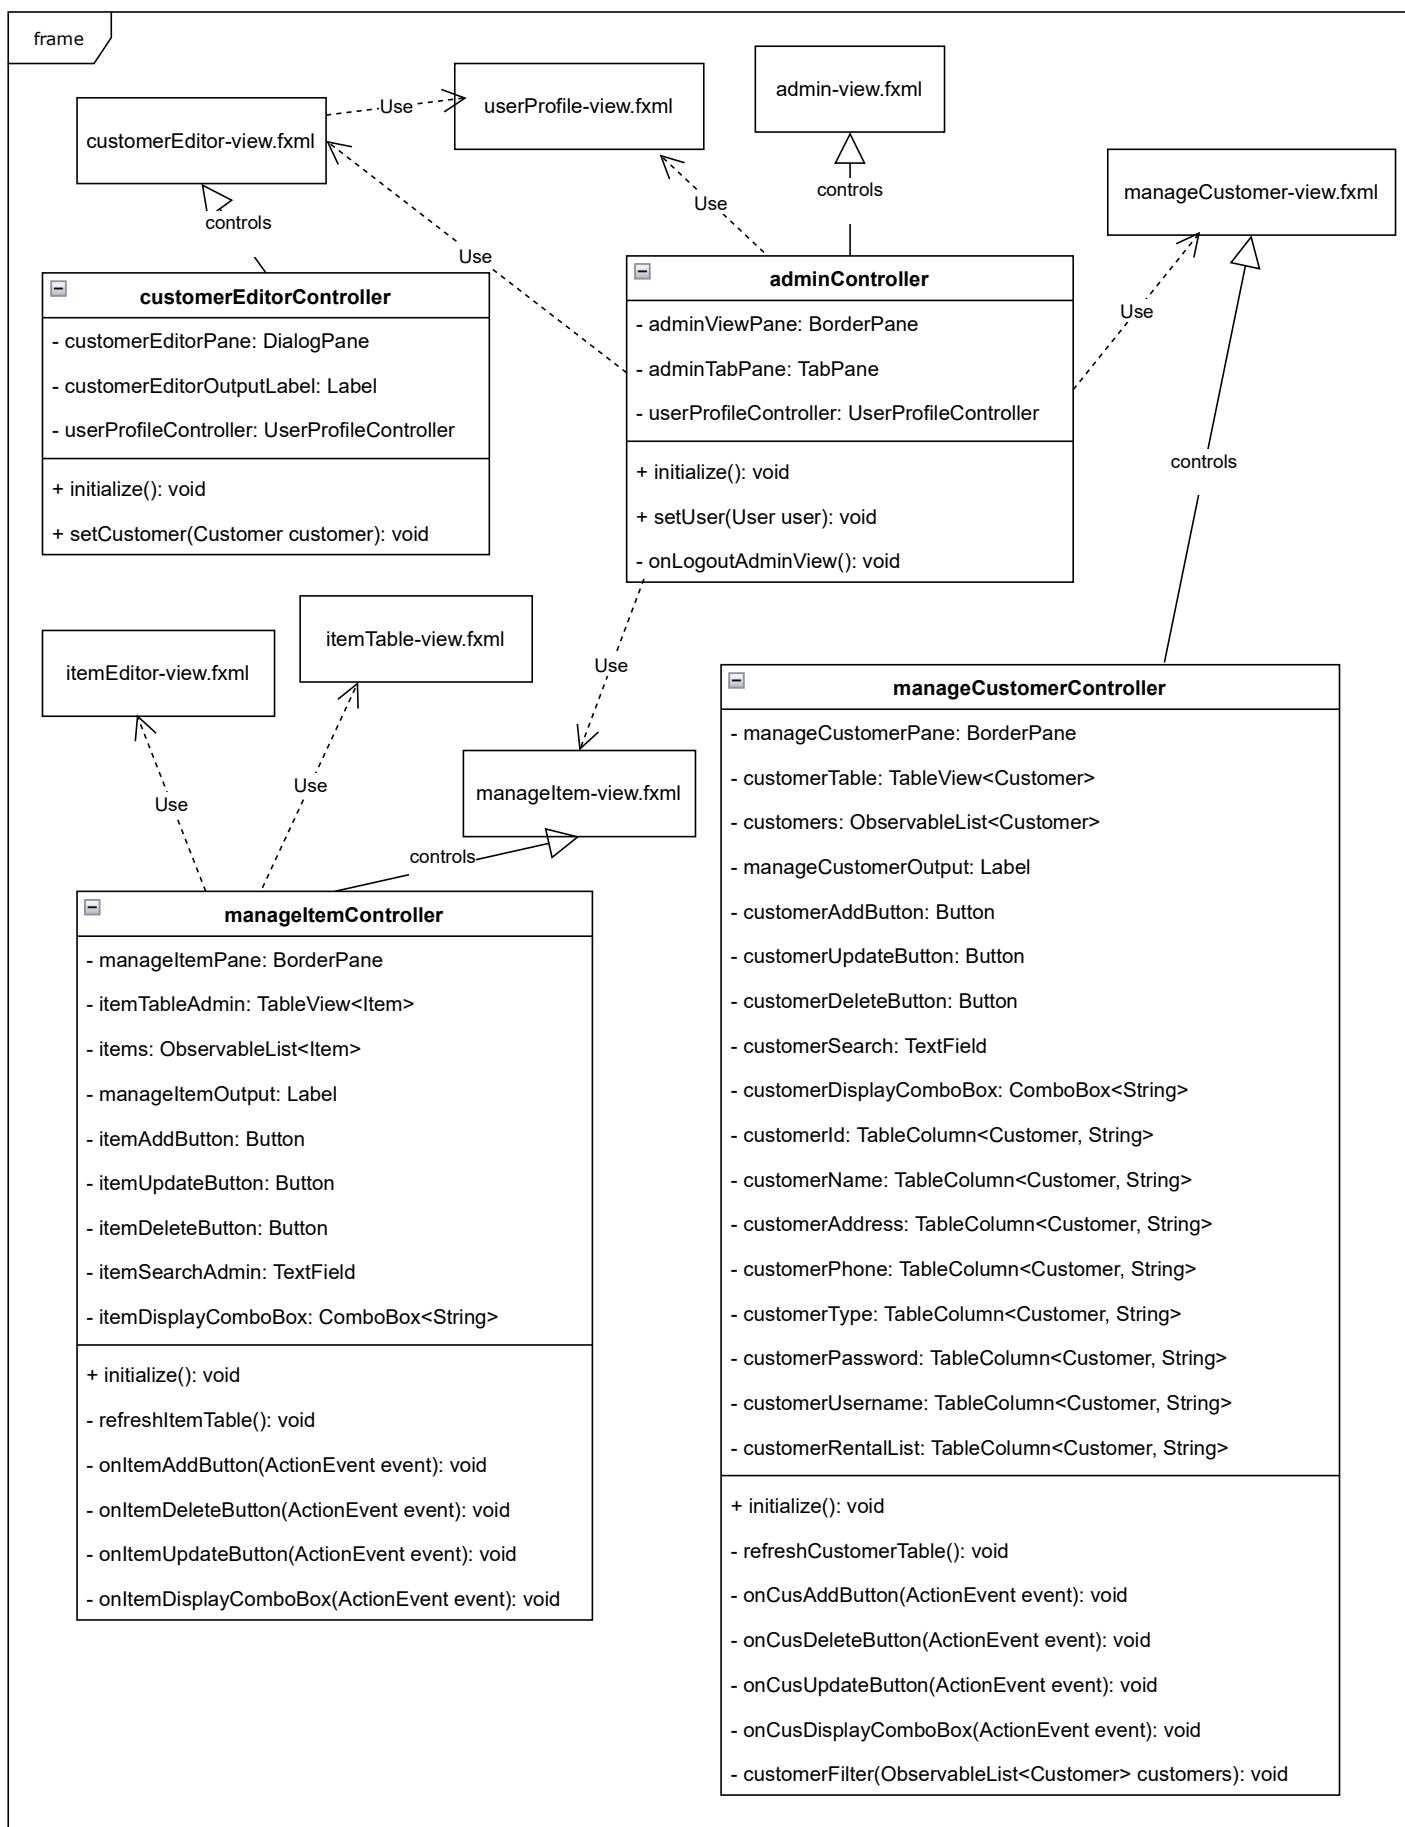 frame
admin-view.fxml
userProfile-view.fxml
Use
customerEditor-view.fxml
controls
manageCustomer-view.fxml
Use
controls
Use
Use
customerEditorController
- customerEditorPane: DialogPane
- customerEditorOutputLabel: Label
- userProfileController: UserProfileController
+ initialize(): void
+ setCustomer(Customer customer): void
adminController
- adminViewPane: BorderPane
- adminTabPane: TabPane
- userProfileController: UserProfileController
+ initialize(): void
+ setUser(User user): void
- onLogoutAdminView(): void
controls
itemTable-view.fxml
itemEditor-view.fxml
Use
Use
Use
manageItem-view.fxml
controls
manageItemController
- manageItemPane: BorderPane
- itemTableAdmin: TableView<Item>
- items: ObservableList<Item>
- manageItemOutput: Label
- itemAddButton: Button
- itemUpdateButton: Button
- itemDeleteButton: Button
- itemSearchAdmin: TextField
- itemDisplayComboBox: ComboBox<String>
+ initialize(): void
- refreshItemTable(): void
- onItemAddButton(ActionEvent event): void
- onItemDeleteButton(ActionEvent event): void
- onItemUpdateButton(ActionEvent event): void
- onItemDisplayComboBox(ActionEvent event): void
manageCustomerController
- manageCustomerPane: BorderPane
- customerTable: TableView<Customer>
- customers: ObservableList<Customer>
- manageCustomerOutput: Label
- customerAddButton: Button
- customerUpdateButton: Button
- customerDeleteButton: Button
- customerSearch: TextField
- customerDisplayComboBox: ComboBox<String>
- customerId: TableColumn<Customer, String>
- customerName: TableColumn<Customer, String>
- customerAddress: TableColumn<Customer, String>
- customerPhone: TableColumn<Customer, String>
- customerType: TableColumn<Customer, String>
- customerPassword: TableColumn<Customer, String>
- customerUsername: TableColumn<Customer, String>
- customerRentalList: TableColumn<Customer, String>
+ initialize(): void
- refreshCustomerTable(): void
- onCusAddButton(ActionEvent event): void
- onCusDeleteButton(ActionEvent event): void
- onCusUpdateButton(ActionEvent event): void
- onCusDisplayComboBox(ActionEvent event): void
- customerFilter(ObservableList<Customer> customers): void
Use